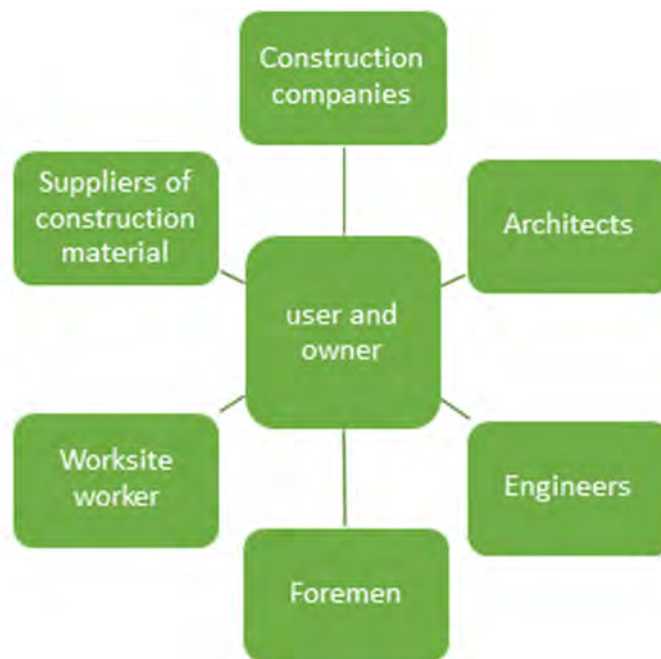 Construction
companies
Architects
Engineers
Foremen
Worksite
worker
Suppliers of
construction
material
user and
owner